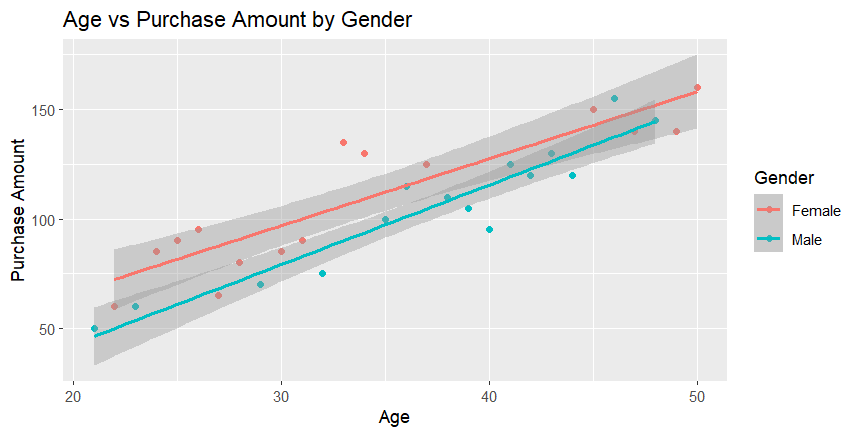 Age vs Purchase Amount by Gender
Purchase Amount
150
100
50
20
30
40
50
Age
Gender
Female
Male